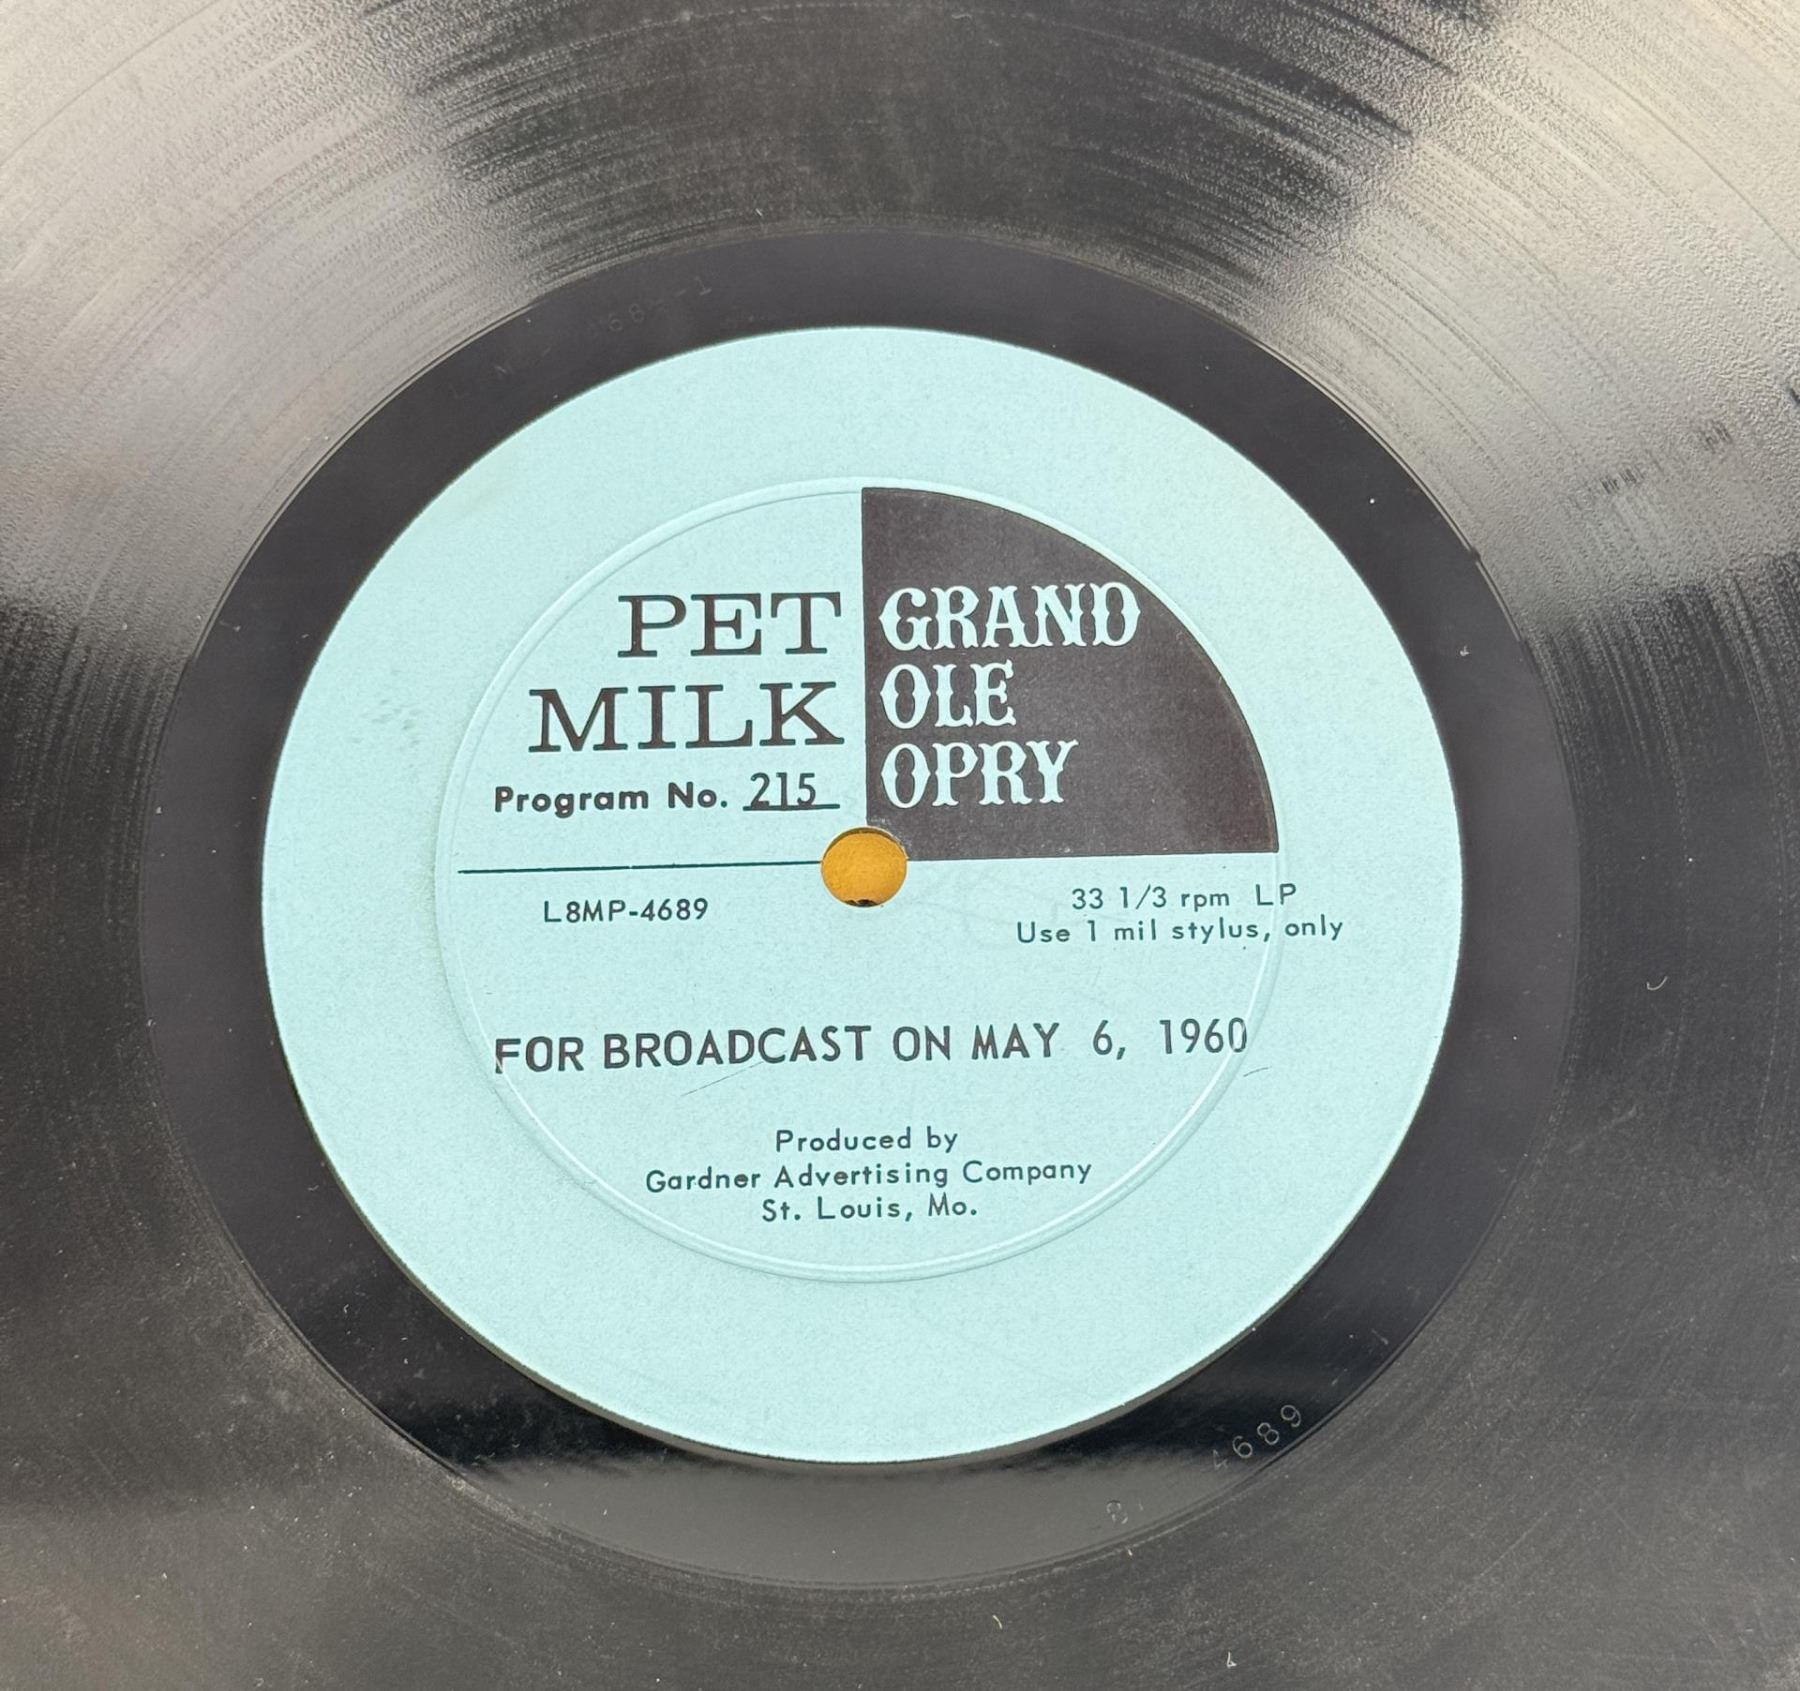 PET
MILK
Program No. 215
GRAND
OLE
OPRY
L8MP-4689
33 1/3 rpm LP
Use 1 mil stylus, only
FOR BROADCAST ON MAY 6, 1960
Produced by
Gardner Advertising Company
St. Louis, Mo.
4689